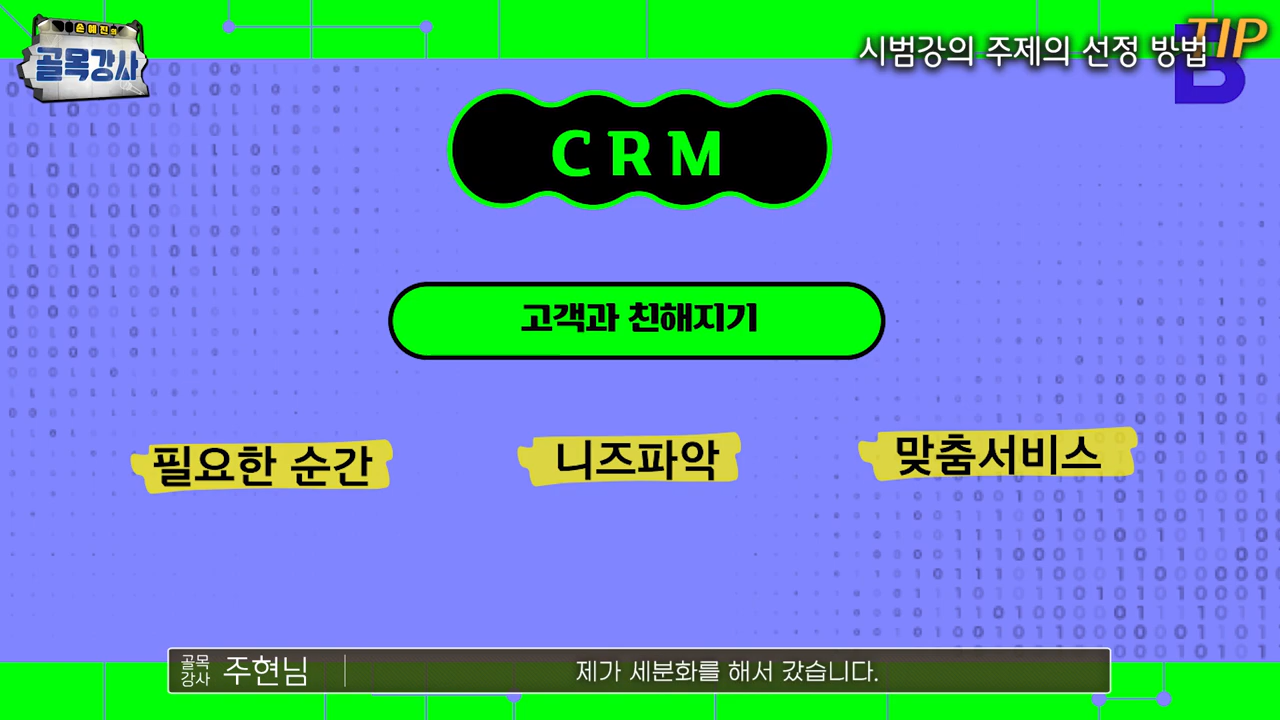 손예진의
골목강사
시범강의 주제의 선정 방법
TIP
B
CRM
고객과 친해지기
필요한 순간
니즈파악
맞춤서비스
골목
강사
주현님
제가 세분화를 해서 갔습니다.